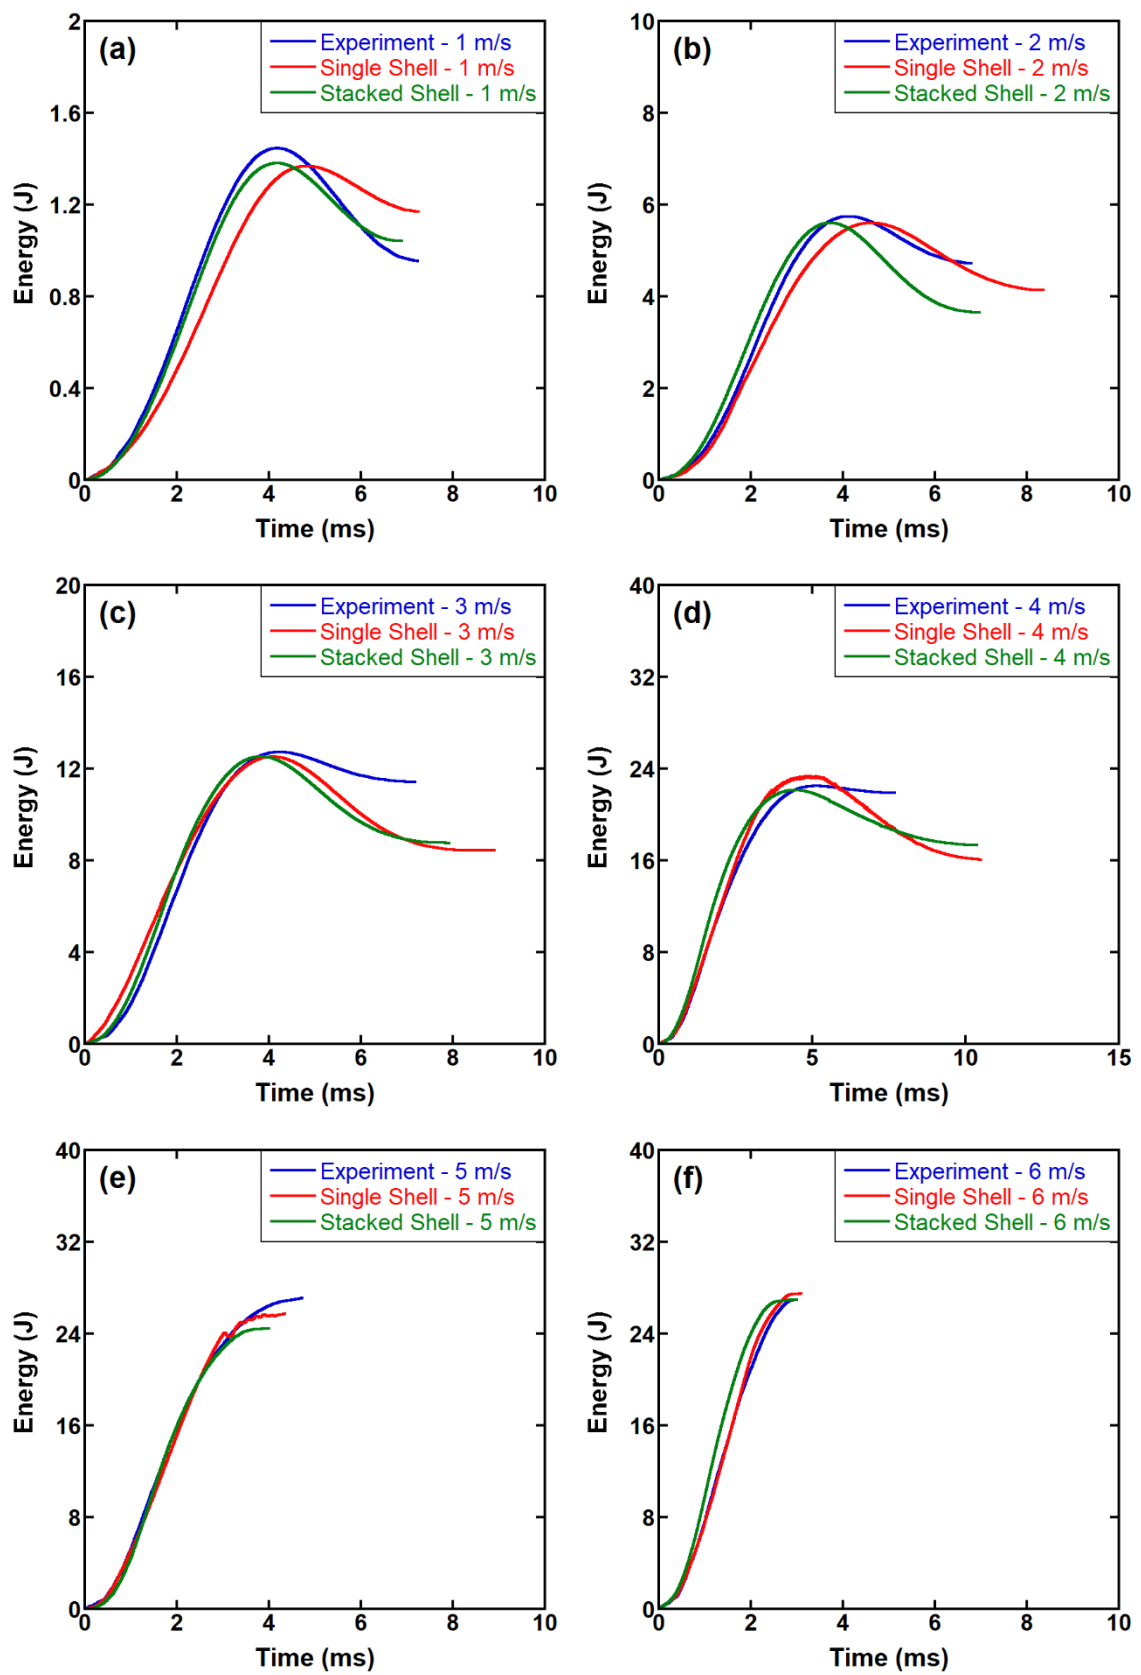 (a)
Experiment - 1 m/s
Single Shell - 1 m/s
Stacked Shell - 1 m/s
2
1.6
1.2
0.8
0.4
0
Energy (J)
0 2 4 6 8 10
Time (ms)
(b)
Experiment - 2 m/s
Single Shell - 2 m/s
Stacked Shell - 2 m/s
10
8
6
4
2
0
Energy (J)
0 2 4 6 8 10
Time (ms)
(c)
Experiment - 3 m/s
Single Shell - 3 m/s
Stacked Shell - 3 m/s
20
16
12
8
4
0
Energy (J)
0 2 4 6 8 10
Time (ms)
(d)
Experiment - 4 m/s
Single Shell - 4 m/s
Stacked Shell - 4 m/s
40
32
24
16
8
0
Energy (J)
0 5 10 15
Time (ms)
(e)
Experiment - 5 m/s
Single Shell - 5 m/s
Stacked Shell - 5 m/s
40
32
24
16
8
0
Energy (J)
0 2 4 6 8 10
Time (ms)
(f)
Experiment - 6 m/s
Single Shell - 6 m/s
Stacked Shell - 6 m/s
40
32
24
16
8
0
Energy (J)
0 2 4 6 8 10
Time (ms)